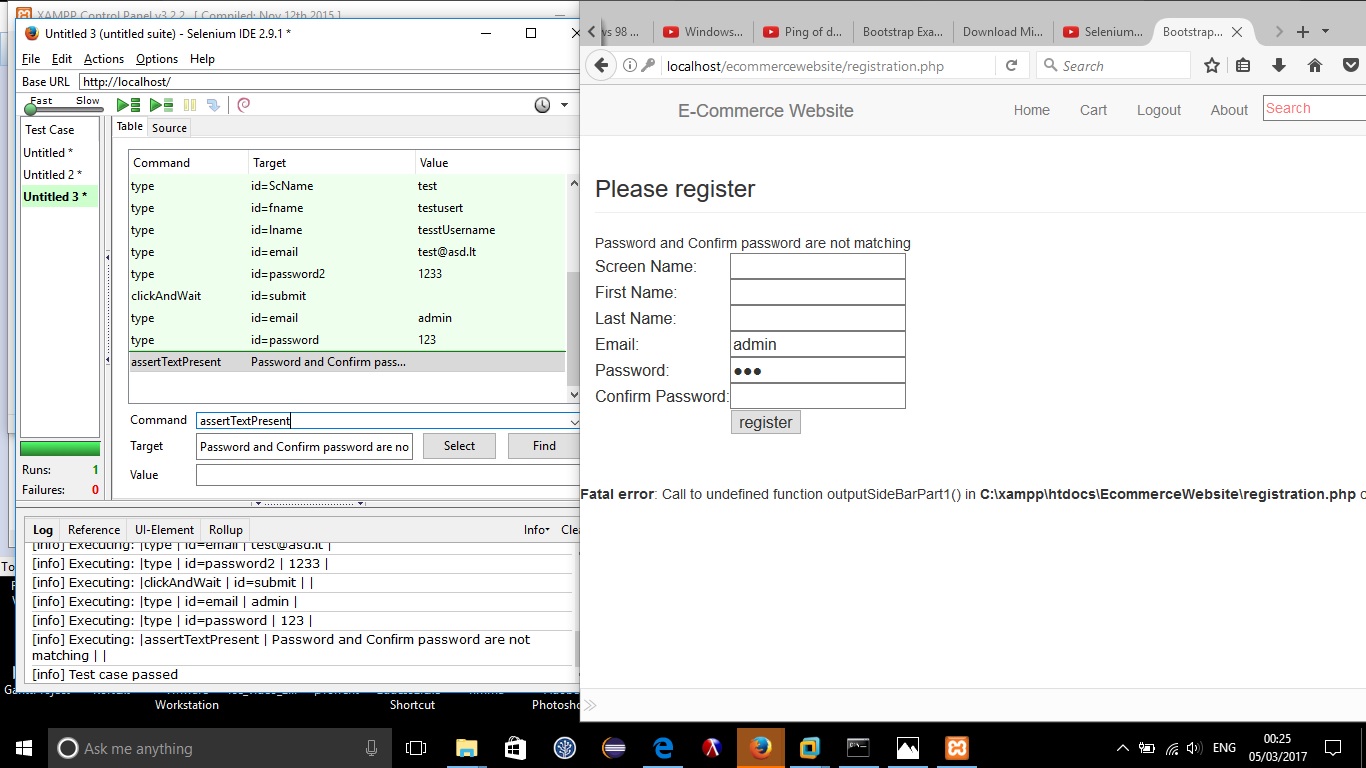 XAMPP Control Panel v3.2.2 [ Compiled: Nov 12th 2015 ]
Untitled 3 (untitled suite) - Selenium IDE 2.9.1 *
File Edit Actions Options Help
Base URL http://localhost/
Fast Slow
Test Case
Untitled *
Untitled 2 *
Untitled 3 *
Runs: 1
Failures: 0
Table Source
Command Target Value
type id=ScName test
type id=fname testusert
type id=lname tesstUsername
type id=email test@asd.lt
type id=password2 1233
clickAndWait id=submit
type id=email admin
type id=password 123
assertTextPresent Password and Confirm pass...
Command assertTextPresent
Target Password and Confirm password are no Select Find
Value
Log Reference UI-Element Rollup Info Clea
[info] Executing: |type | id=email | test@asd.lt |
[info] Executing: |type | id=password2 | 1233 |
[info] Executing: |clickAndWait | id=submit | |
[info] Executing: |type | id=email | admin |
[info] Executing: |type | id=password | 123 |
[info] Executing: |assertTextPresent | Password and Confirm password are not
matching | |
[info] Test case passed
Workstation
Shortcut
Photosho
ws 98 ... Windows... Ping of d... Bootstrap Exa... Download Mi... Selenium... Bootstrap...
localhost/ecommercewebsite/registration.php
Search
E-Commerce Website Home Cart Logout About Search
Please register
Password and Confirm password are not matching
Screen Name:
First Name:
Last Name:
Email: admin
Password: ●●●
Confirm Password:
register
Fatal error: Call to undefined function outputSideBarPart1() in C:\xampp\htdocs\EcommerceWebsite\registration.php o
Ask me anything
ENG
00:25
05/03/2017